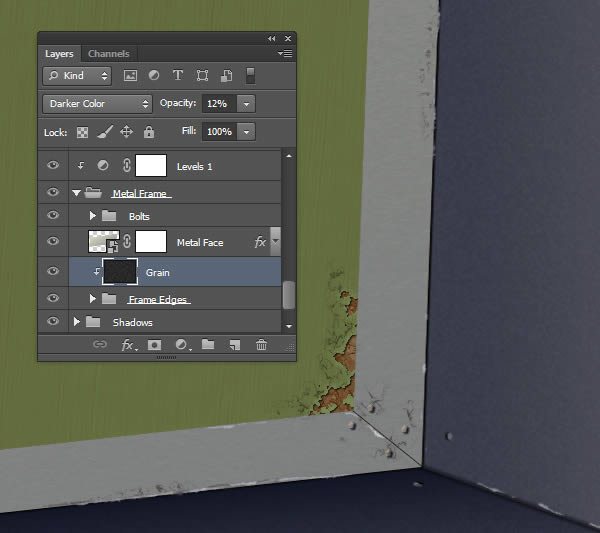 Layers Channels
Kind
T
Darker Color Opacity: 12%
Lock: Fill: 100%
Levels 1
Metal Frame
Bolts
Metal Face fx
Grain
Frame Edges
Shadows
fx